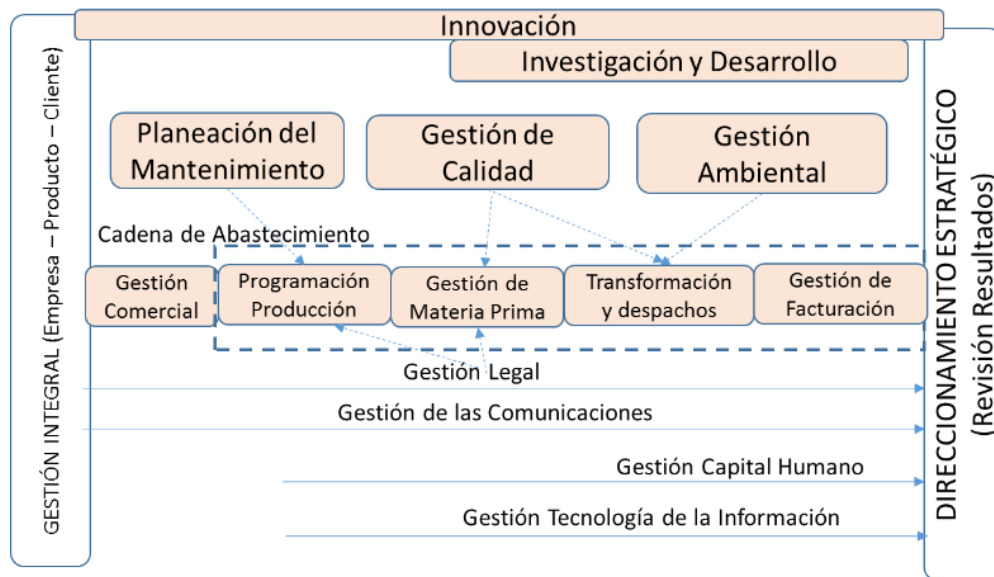 Innovación
Investigación y Desarrollo
GESTIÓN INTEGRAL (Empresa – Producto – Cliente)
DIRECCIONAMIENTO ESTRATÉGICO
(Revisión Resultados)
Planeación del
Mantenimiento
Gestión de
Calidad
Gestión
Ambiental
Cadena de Abastecimiento
Gestión
Comercial
Programación
Producción
Gestión de
Materia Prima
Transformación
y despachos
Gestión de
Facturación
Gestión Legal
Gestión de las Comunicaciones
Gestión Capital Humano
Gestión Tecnología de la Información